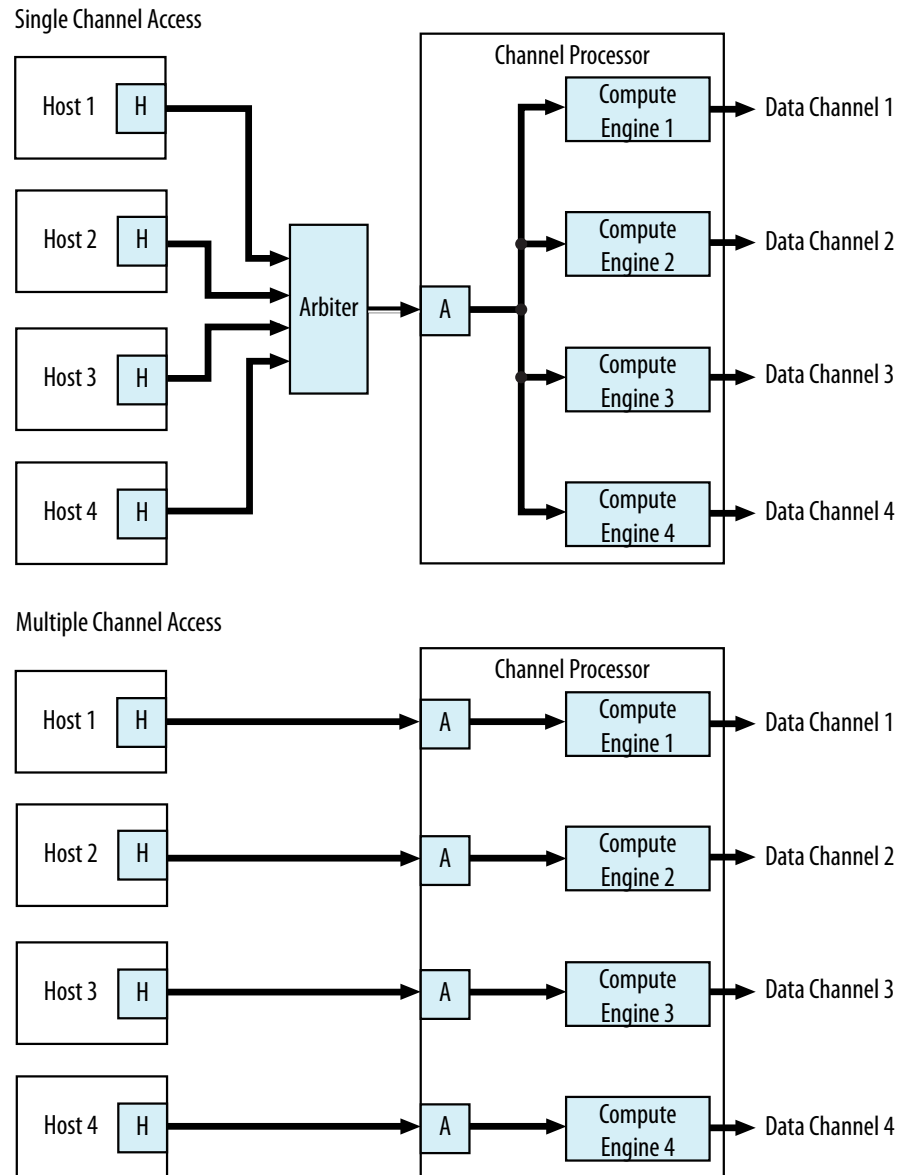 Single Channel Access
Channel Processor
Host 1
H
Compute
Engine 1
Data Channel 1
Host 2
H
Compute
Engine 2
Data Channel 2
Arbiter
A
Host 3
H
Compute
Engine 3
Data Channel 3
Host 4
H
Compute
Engine 4
Data Channel 4
Multiple Channel Access
Channel Processor
Host 1
H
A
Compute
Engine 1
Data Channel 1
Host 2
H
A
Compute
Engine 2
Data Channel 2
Host 3
H
A
Compute
Engine 3
Data Channel 3
Host 4
H
A
Compute
Engine 4
Data Channel 4